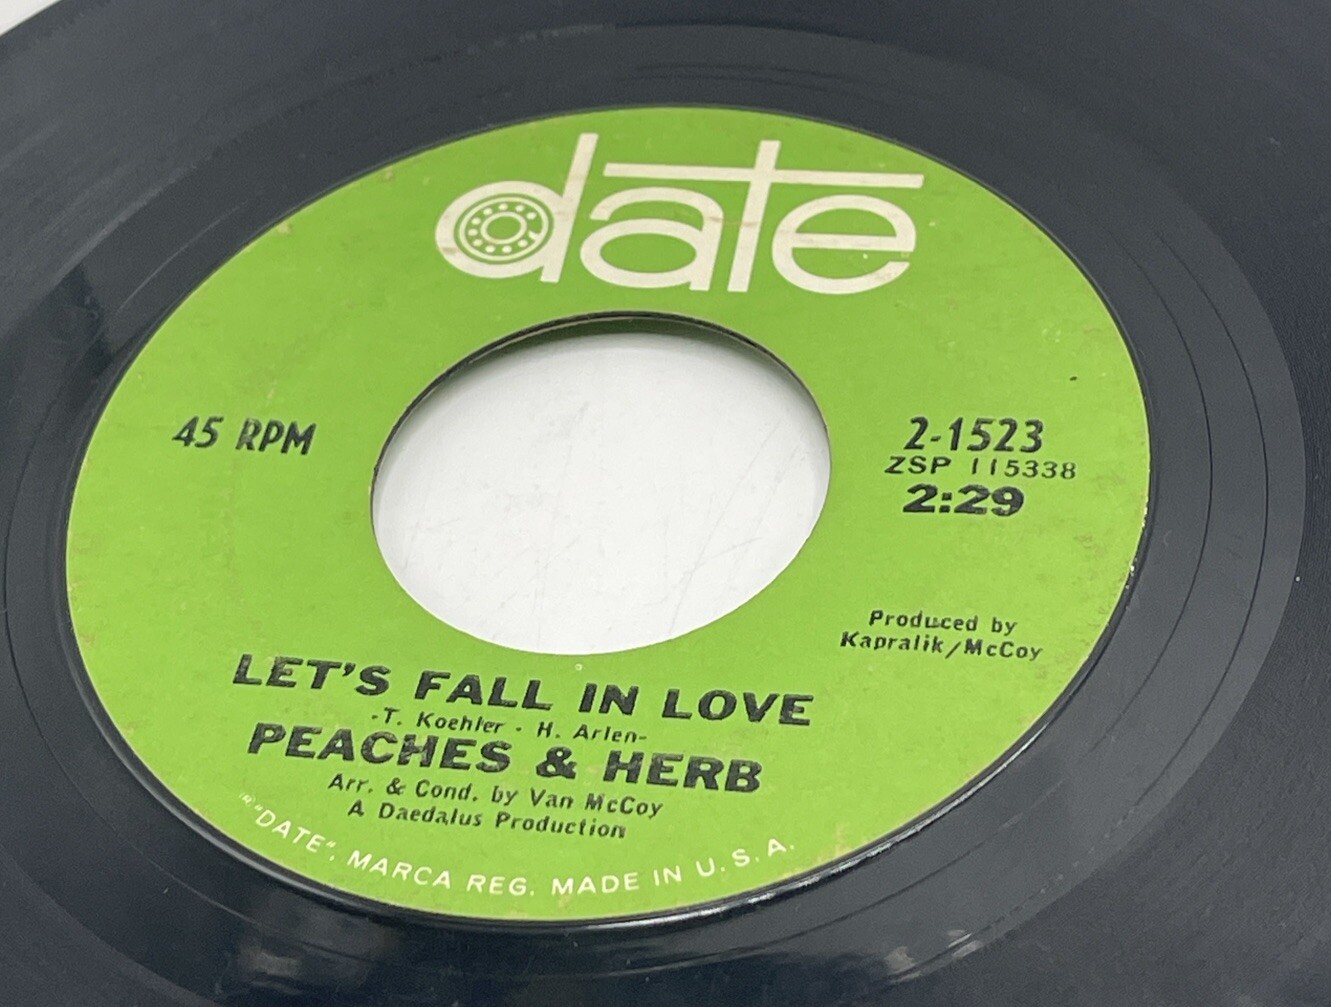 date
45 RPM
2-1523
ZSP 115338
2:29
Produced by
Kapralik/McCoy
LET'S FALL IN LOVE
-T. Koehler - H. Arlen-
PEACHES & HERB
Arr. & Cond. by Van McCoy
A Daedalus Production
® "DATE", MARCA REG. MADE IN U.S.A.